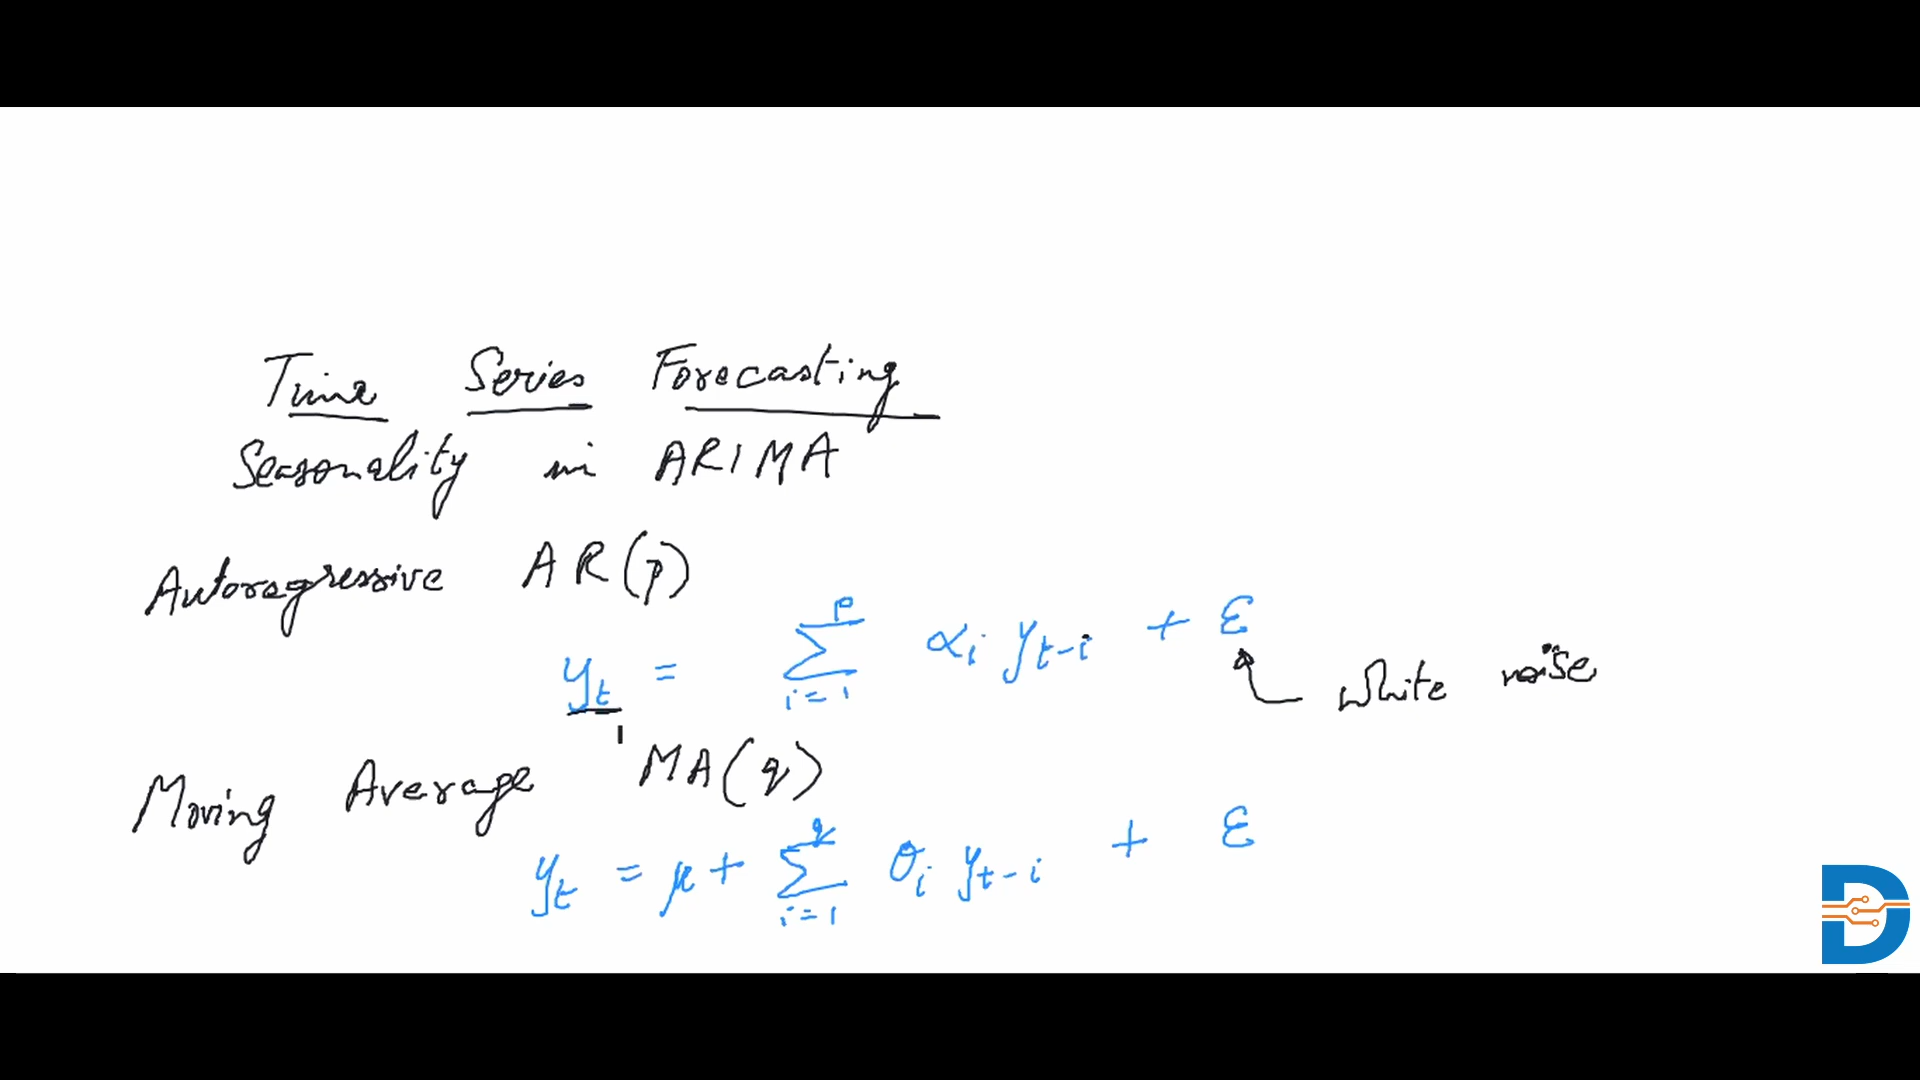 Time Series Forecasting
Seasonality in ARIMA
Autoregressive AR(p)
y_t = Σ_{i=1}^{p} α_i y_{t-i} + ε
White noise
Moving Average MA(q)
y_t = μ + Σ_{i=1}^{q} θ_i y_{t-i} + ε
D